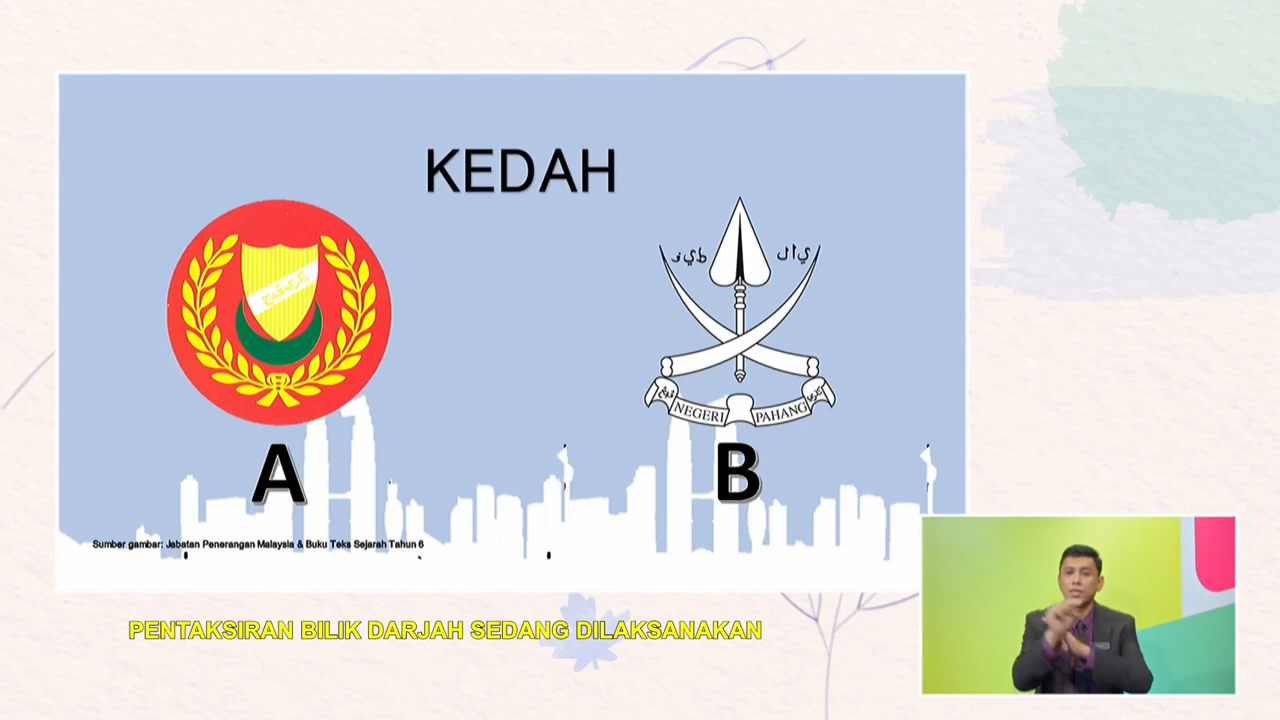 KEDAH
NEGERI PAHANG
A
B
Sumber gambar: Jabatan Penerangan Malaysia & Buku Teks Sejarah Tahun 6
PENTAKSIRAN BILIK DARJAH SEDANG DILAKSANAKAN